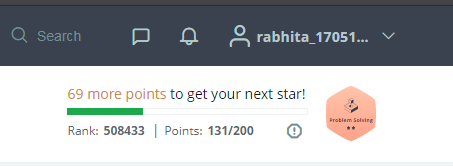 Search
rabhita_17051...
69 more points to get your next star!
Rank: 508433 | Points: 131/200
Problem Solving